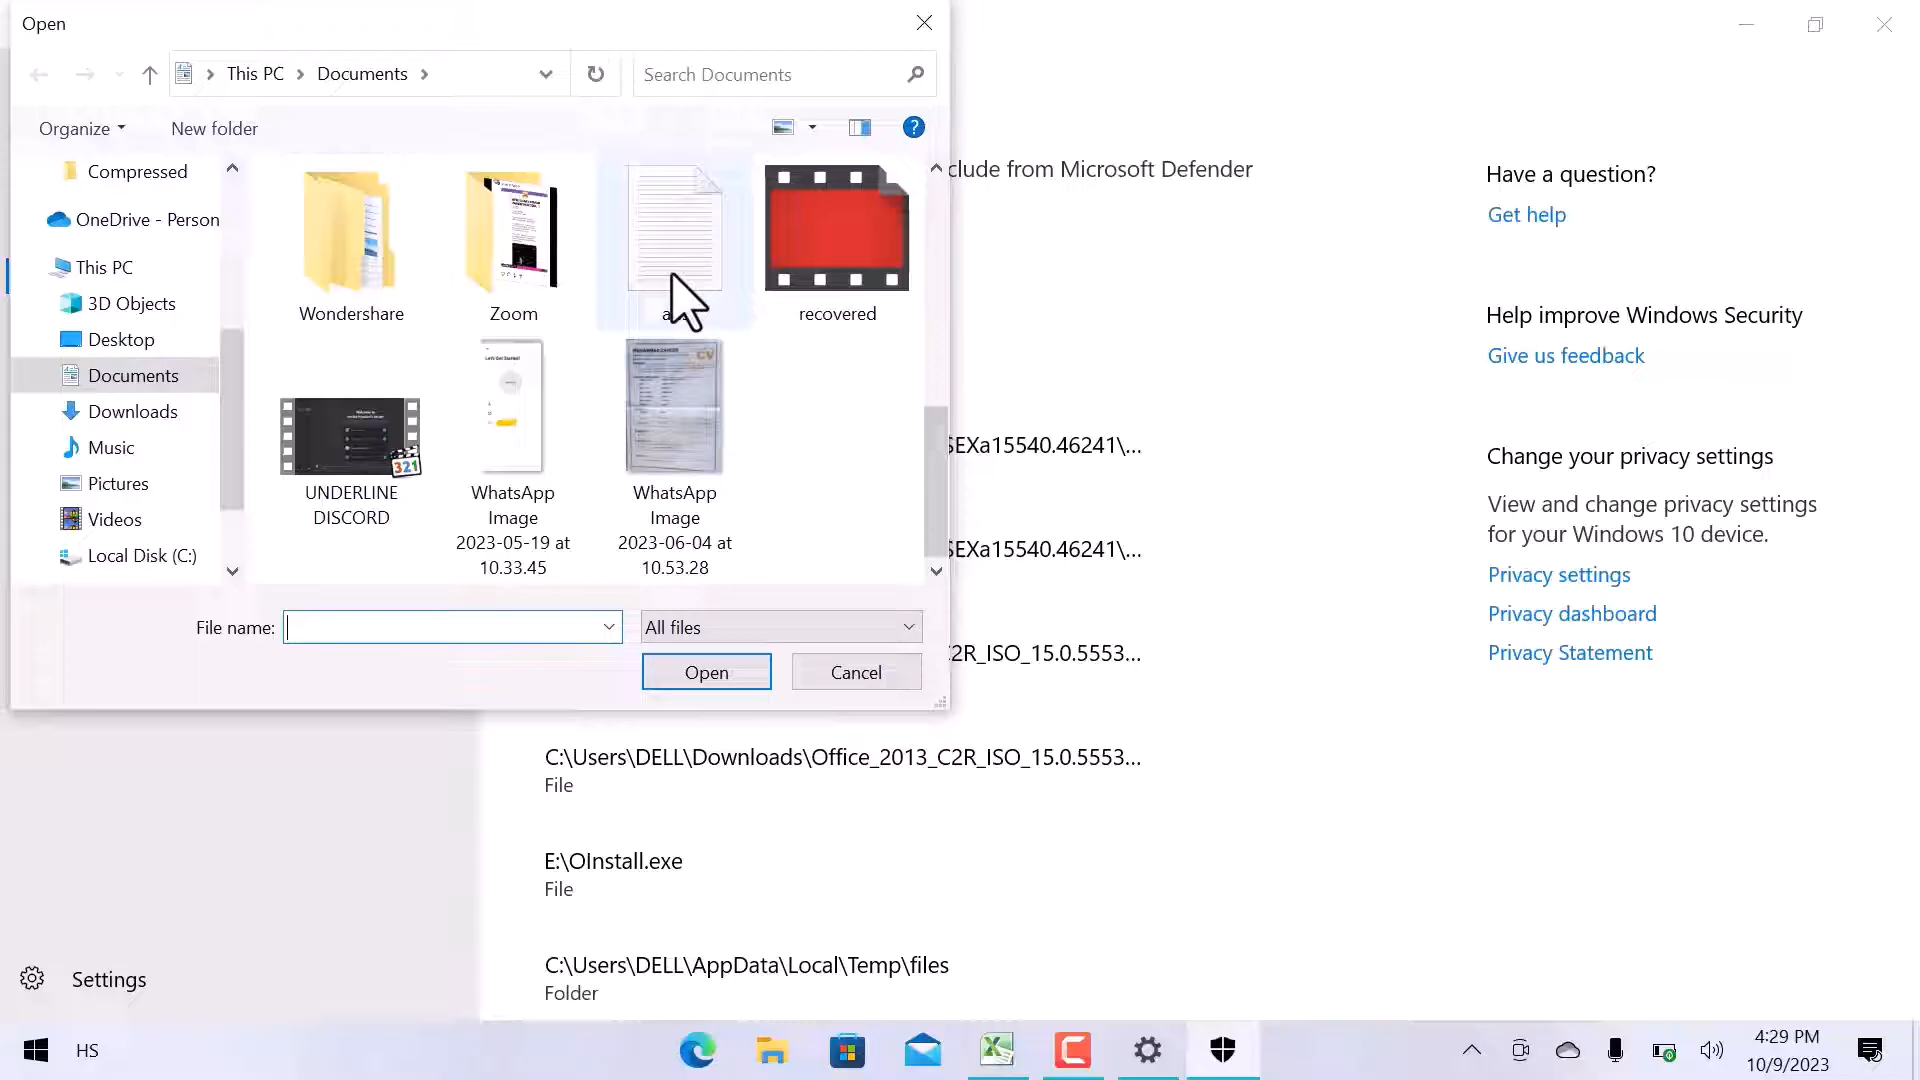 Open
This PC
Documents
Search Documents
Organize
New folder
?
Compressed
OneDrive - Person
This PC
3D Objects
Desktop
Documents
Downloads
Music
Pictures
Videos
Local Disk (C:)
Wondershare
Zoom
recovered
UNDERLINE
DISCORD
321
Let's Get Started!
WhatsApp
Image
2023-05-19 at
10.33.45
CV
WhatsApp
Image
2023-06-04 at
10.53.28
File name:
All files
Open
Cancel
clude from Microsoft Defender
Have a question?
Get help
Help improve Windows Security
Give us feedback
Change your privacy settings
View and change privacy settings
for your Windows 10 device.
Privacy settings
Privacy dashboard
Privacy Statement
EXa15540.46241\...
EXa15540.46241\...
2R_ISO_15.0.5553...
C:\Users\DELL\Downloads\Office_2013_C2R_ISO_15.0.5553...
File
E:\OInstall.exe
File
C:\Users\DELL\AppData\Local\Temp\files
Folder
Settings
HS
4:29 PM
10/9/2023